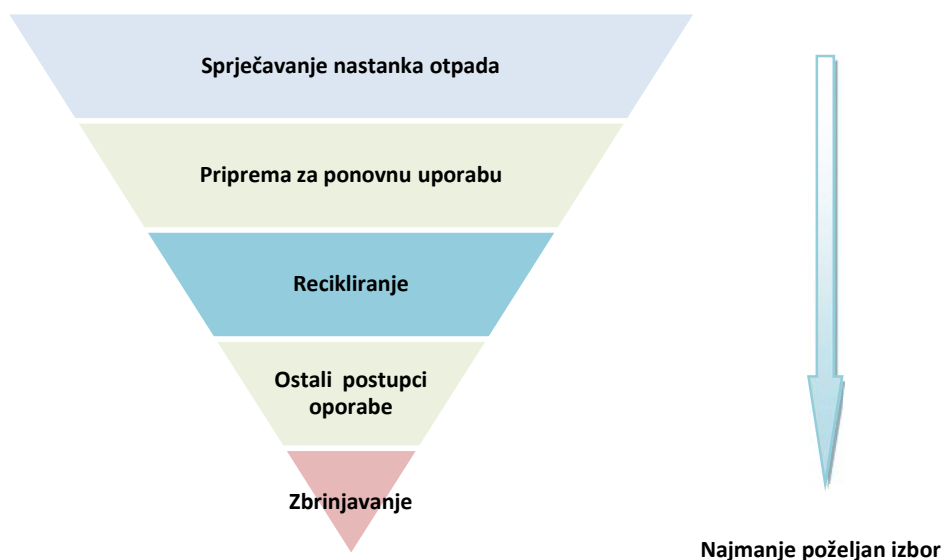 Sprječavanje nastanka otpada
Priprema za ponovnu uporabu
Recikliranje
Ostali postupci
oporabe
Zbrinjavanje
Najmanje poželjan izbor